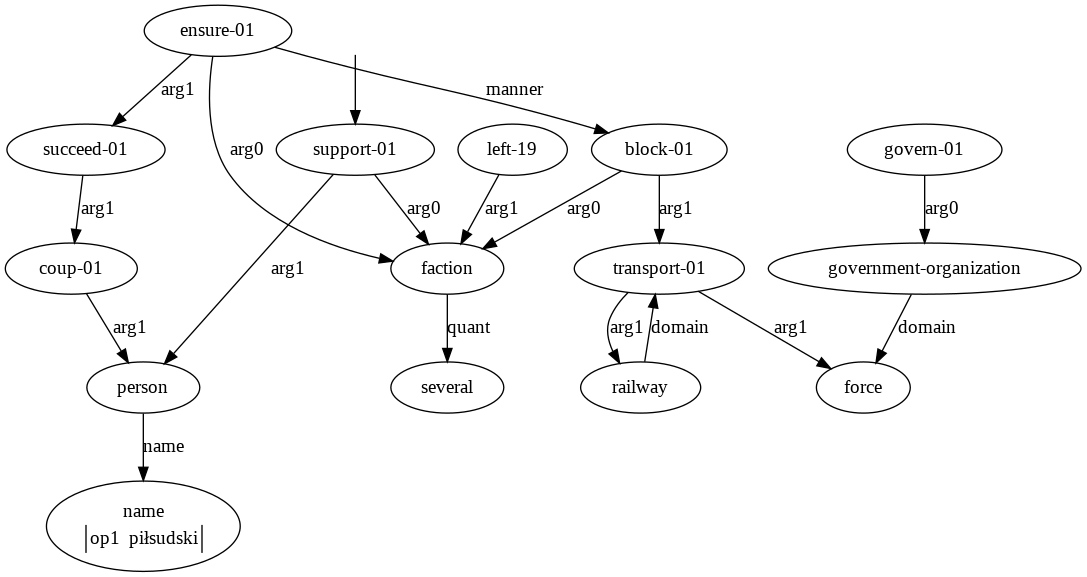 ensure-01
arg1
manner
arg0
succeed-01
support-01
left-19
block-01
govern-01
arg1
arg0
arg1
arg0
arg1
arg0
coup-01
arg1
faction
transport-01
government-organization
arg1
quant
arg1
domain
arg1
domain
person
several
railway
force
name
name
op1 piłsudski